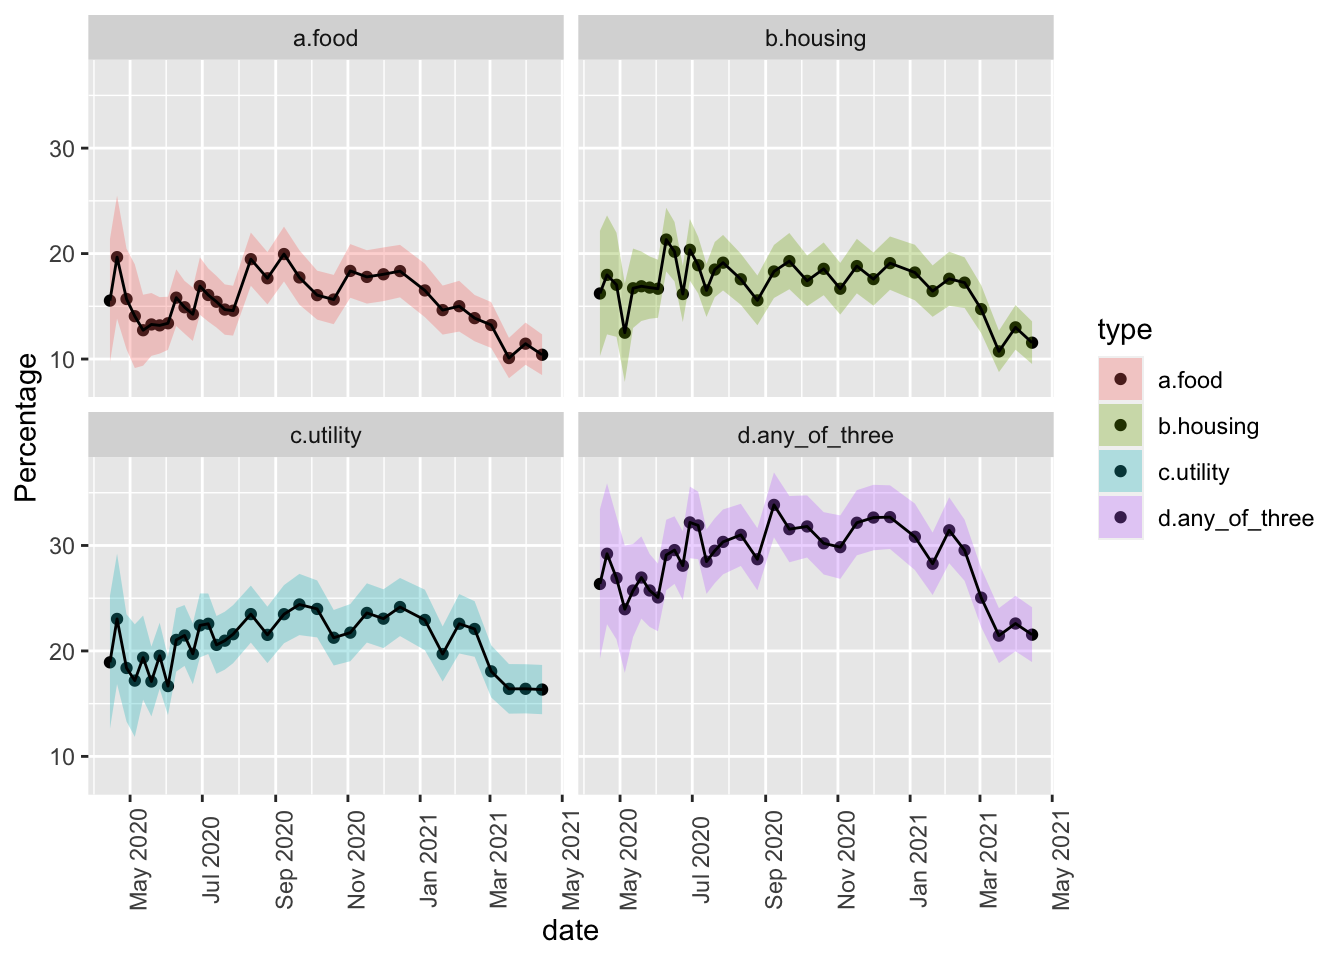 a.food
b.housing
30
20
10
c.utility
d.any_of_three
30
20
10
Percentage
May 2020
Jul 2020
Sep 2020
Nov 2020
Jan 2021
Mar 2021
May 2021
May 2020
Jul 2020
Sep 2020
Nov 2020
Jan 2021
Mar 2021
May 2021
date
type
a.food
b.housing
c.utility
d.any_of_three